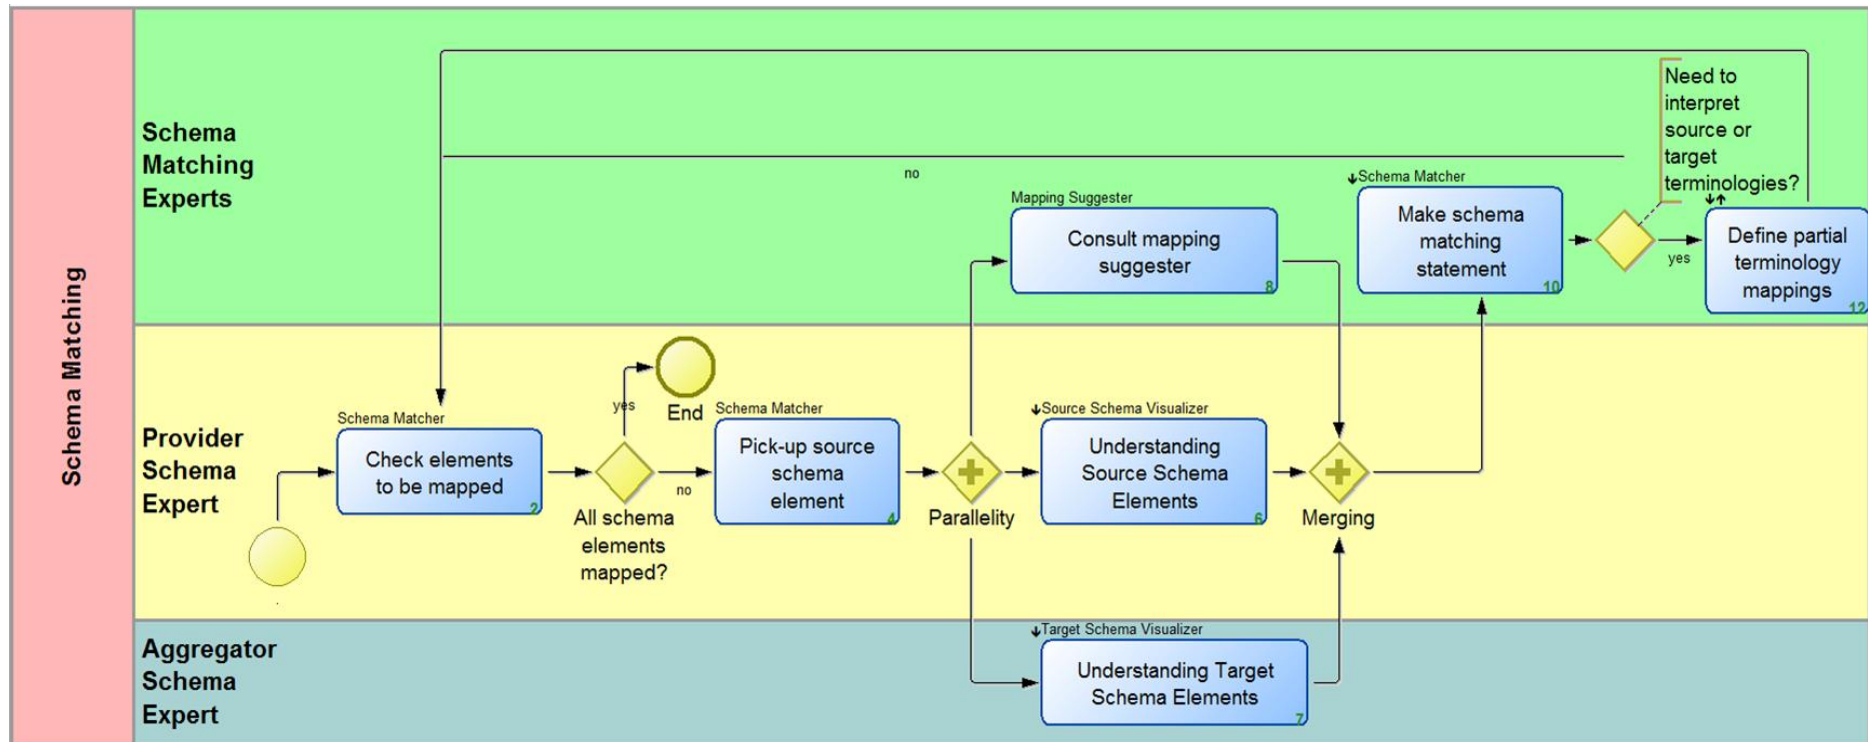 Schema Matching
Schema
Matching
Experts
Need to
interpret
source or
target
terminologies?
no
Mapping Suggester
Consult mapping
suggester
8
Schema Matcher
Make schema
matching
statement
10
yes
Define partial
terminology
mappings
12
Provider
Schema
Expert
Schema Matcher
Check elements
to be mapped
2
yes
End
no
All schema
elements
mapped?
Schema Matcher
Pick-up source
schema
element
4
Parallelity
Source Schema Visualizer
Understanding
Source Schema
Elements
6
Merging
Aggregator
Schema
Expert
Target Schema Visualizer
Understanding Target
Schema Elements
7